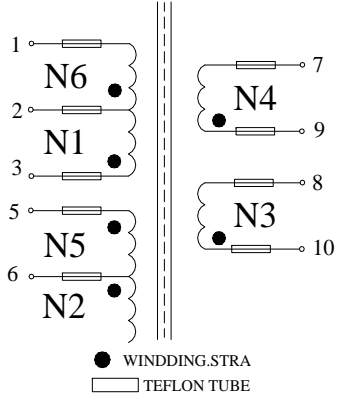 1
7
N6
N4
2
9
N1
3
8
5
N5
N3
6
10
N2
WINDDING.STRA
TEFLON TUBE